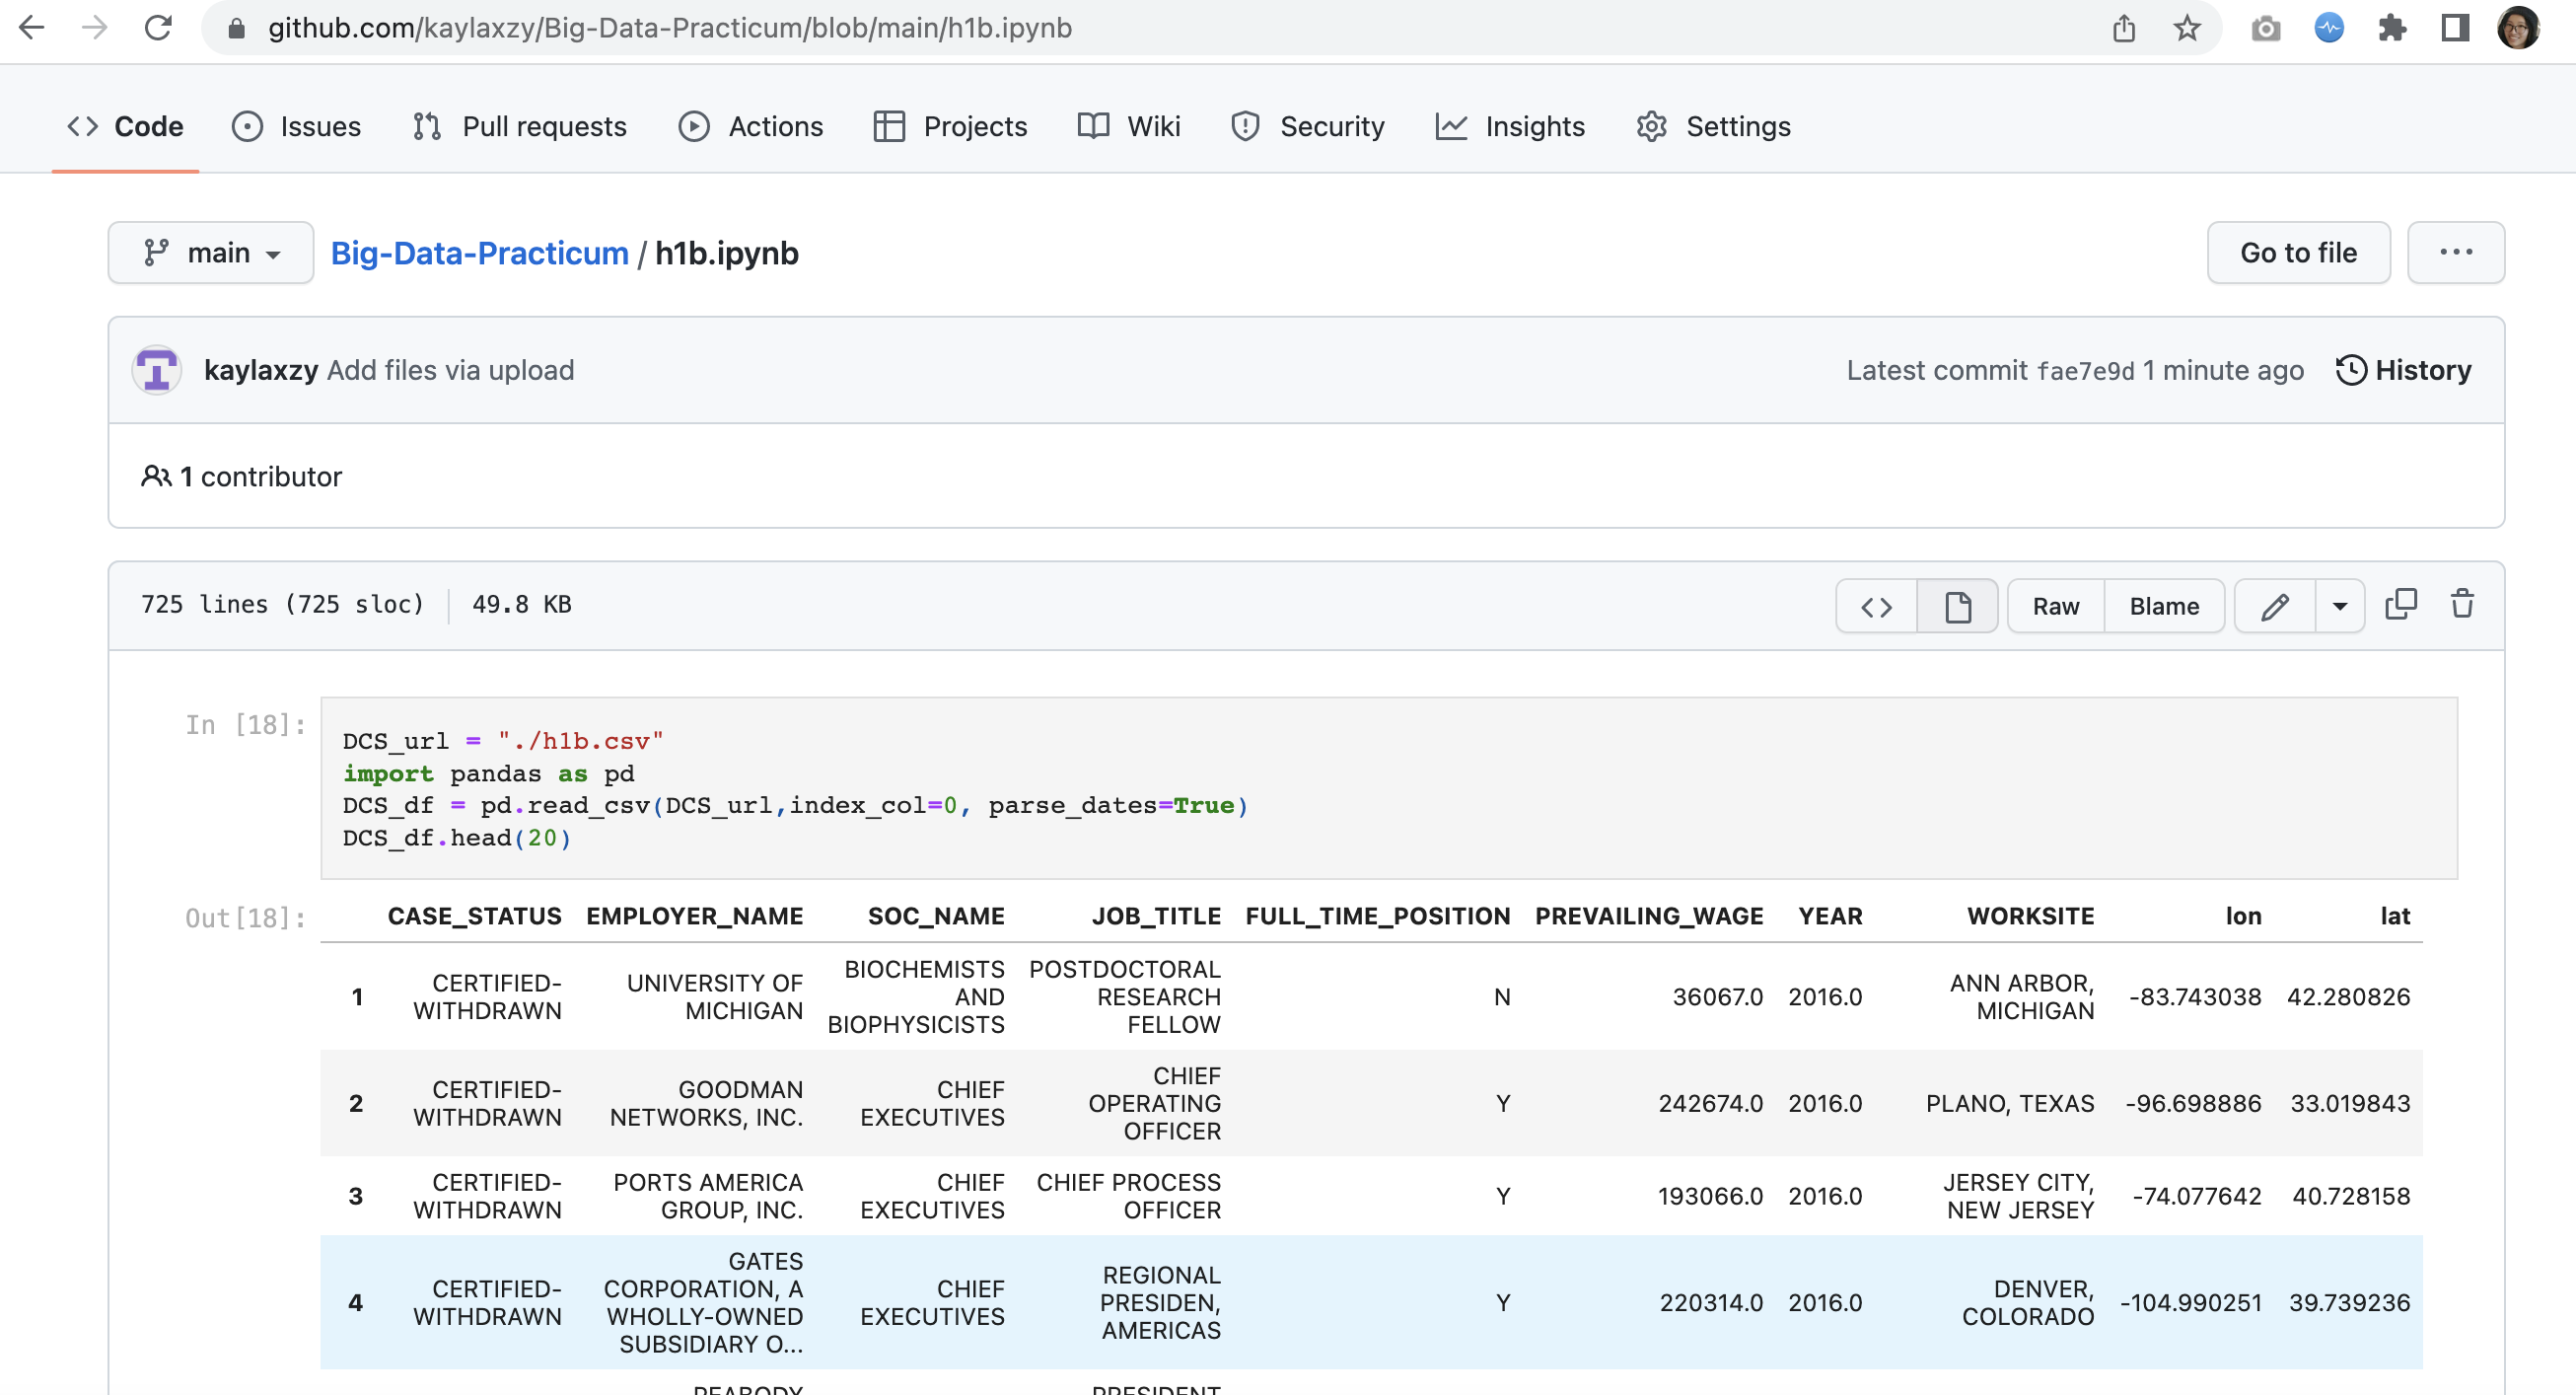 github.com/kaylaxzy/Big-Data-Practicum/blob/main/h1b.ipynb
Code Issues Pull requests Actions Projects Wiki Security Insights Settings
main Big-Data-Practicum / h1b.ipynb Go to file ...
kaylaxzy Add files via upload Latest commit fae7e9d 1 minute ago History
1 contributor
725 lines (725 sloc) 49.8 KB <> Raw Blame
In [18]:
DCS_url = "./h1b.csv"
import pandas as pd
DCS_df = pd.read_csv(DCS_url,index_col=0, parse_dates=True)
DCS_df.head(20)
Out[18]:
CASE_STATUS EMPLOYER_NAME SOC_NAME JOB_TITLE FULL_TIME_POSITION PREVAILING_WAGE YEAR WORKSITE lon lat
1 CERTIFIED-
WITHDRAWN
UNIVERSITY OF
MICHIGAN
BIOCHEMISTS
AND
BIOPHYSICISTS
POSTDOCTORAL
RESEARCH
FELLOW
N 36067.0 2016.0
ANN ARBOR,
MICHIGAN
-83.743038 42.280826
2 CERTIFIED-
WITHDRAWN
GOODMAN
NETWORKS, INC.
CHIEF
EXECUTIVES
CHIEF
OPERATING
OFFICER
Y 242674.0 2016.0 PLANO, TEXAS -96.698886 33.019843
3 CERTIFIED-
WITHDRAWN
PORTS AMERICA
GROUP, INC.
CHIEF
EXECUTIVES
CHIEF PROCESS
OFFICER
Y 193066.0 2016.0
JERSEY CITY,
NEW JERSEY
-74.077642 40.728158
4 CERTIFIED-
WITHDRAWN
GATES
CORPORATION, A
WHOLLY-OWNED
SUBSIDIARY O...
CHIEF
EXECUTIVES
REGIONAL
PRESIDEN,
AMERICAS
Y 220314.0 2016.0
DENVER,
COLORADO
-104.990251 39.739236
PEABODY PRESIDENT